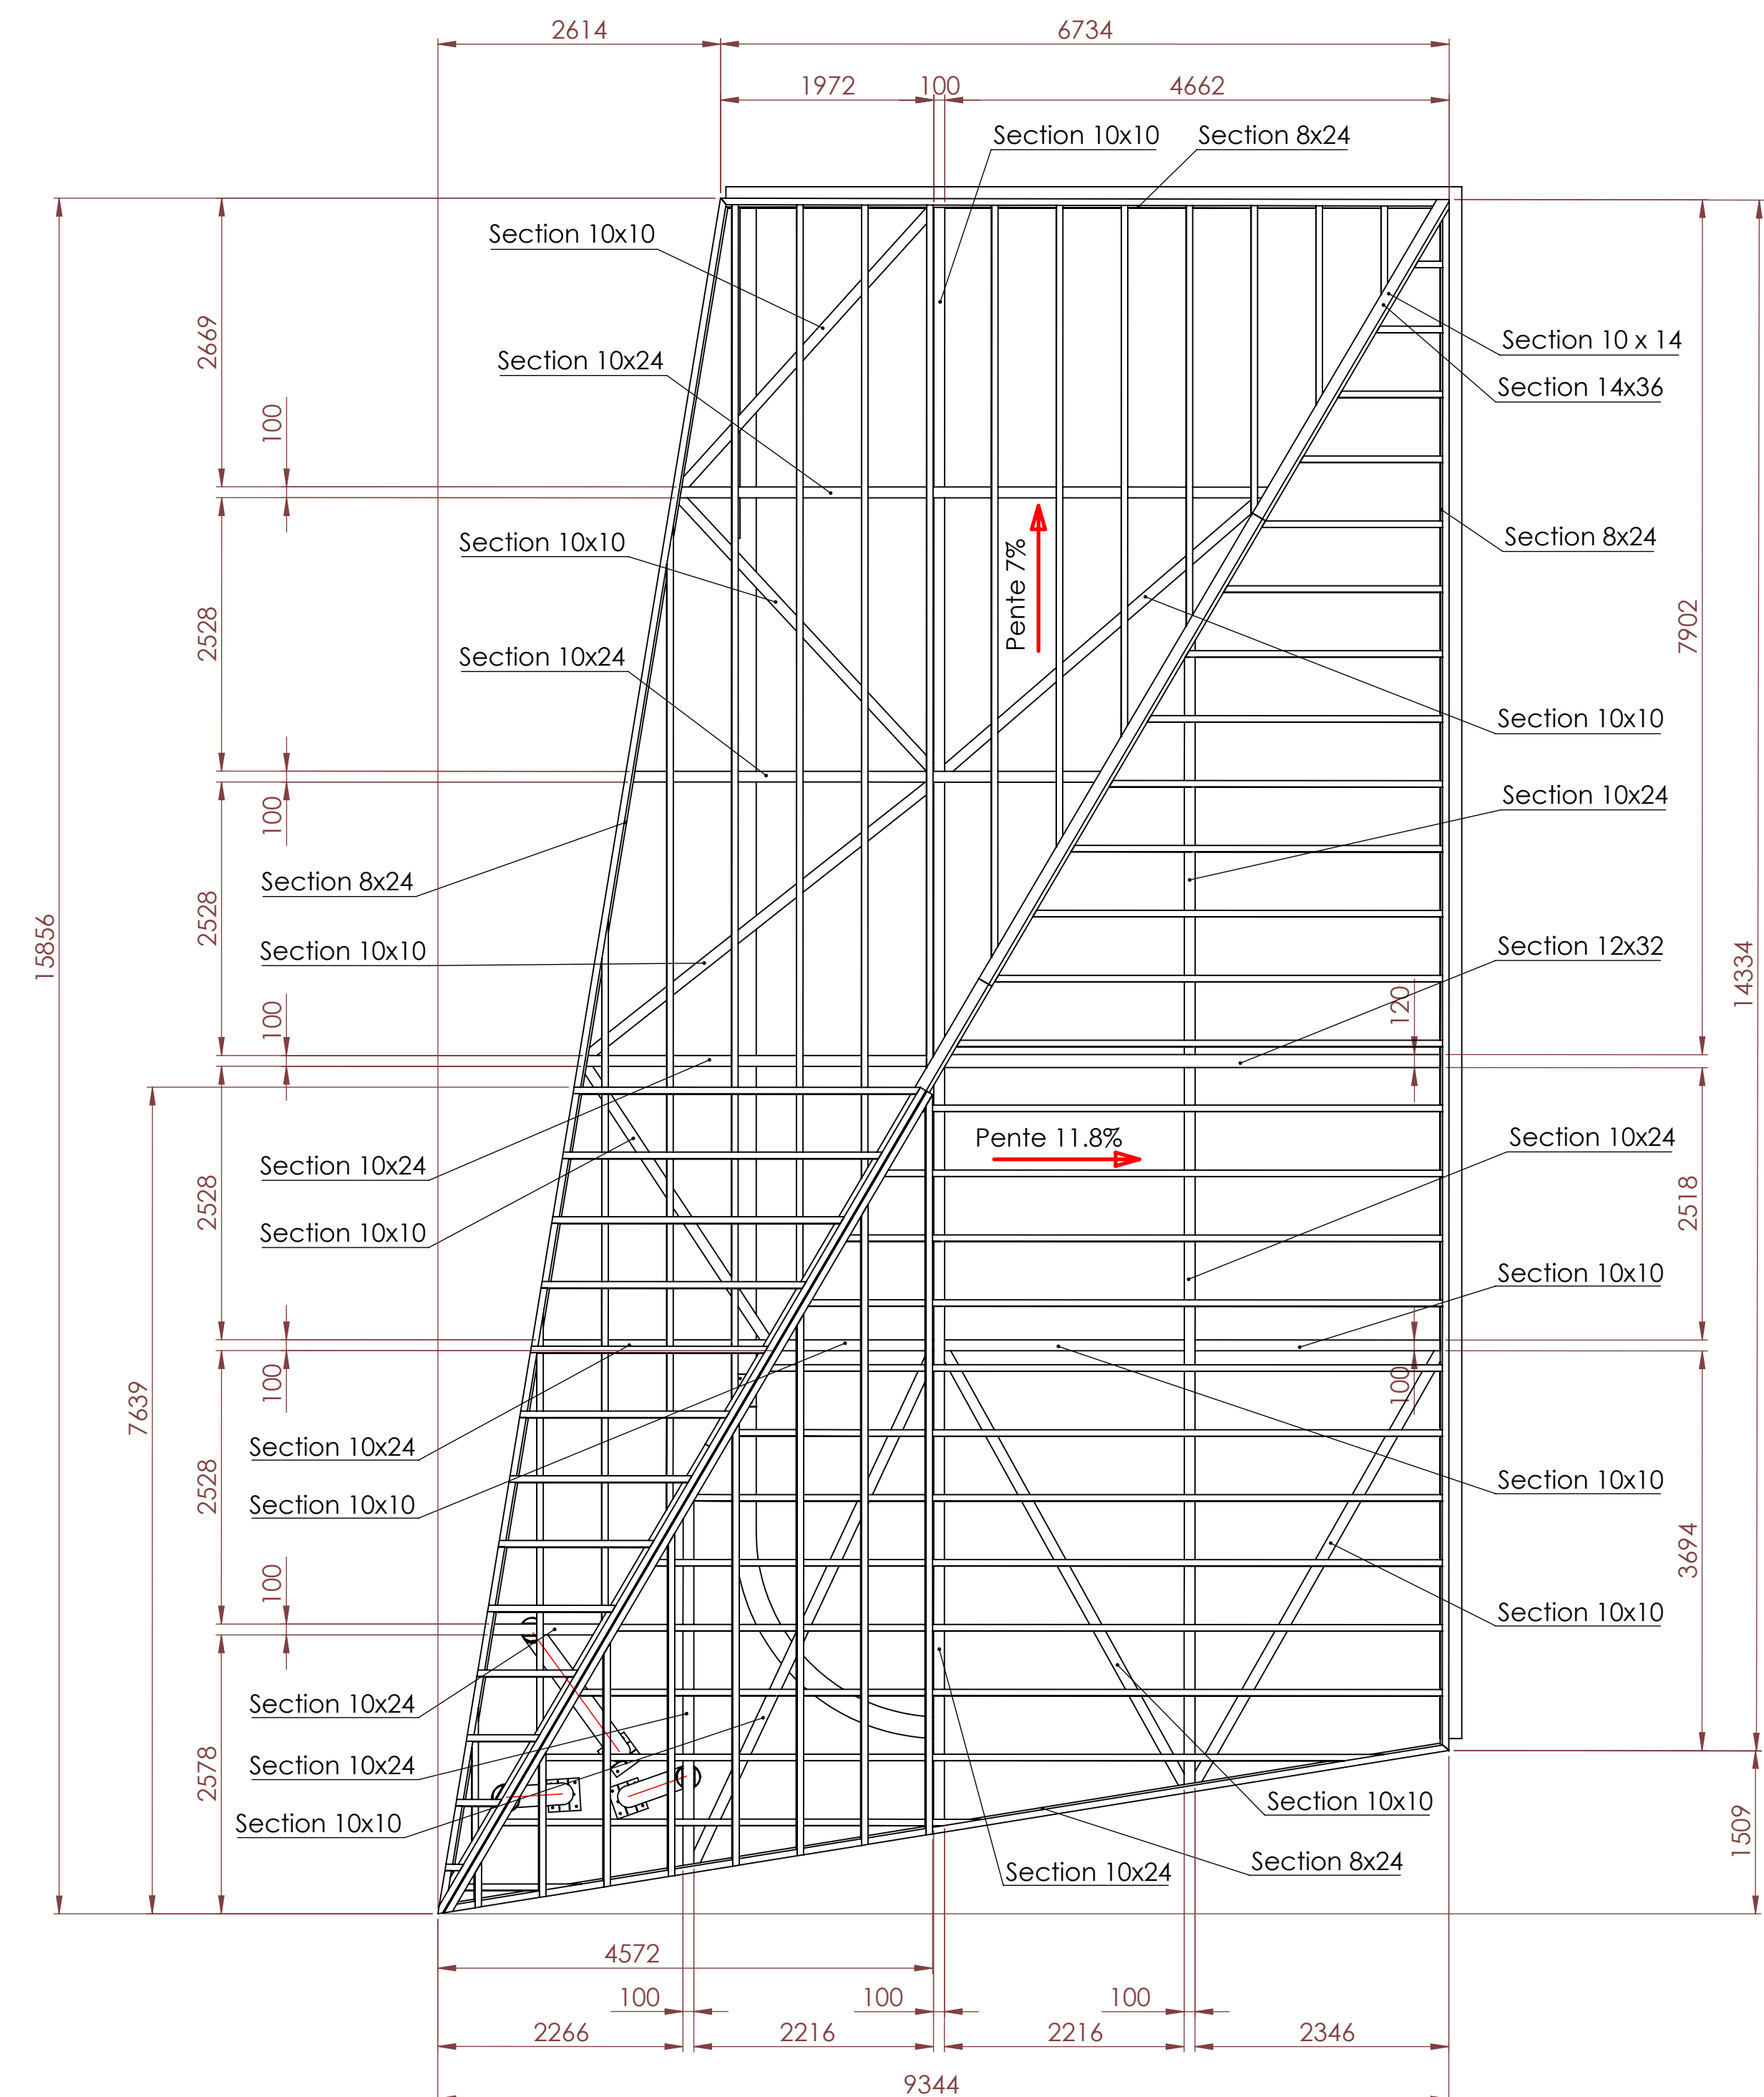 2614
6734
1972
100
4662
Section 10x10
Section 8x24
Section 10x10
2669
Section 10 x 14
Section 10x24
Section 14x36
100
Section 10x10
Section 8x24
Pente 7%
2528
7902
Section 10x24
Section 10x10
100
Section 10x24
Section 8x24
2528
15856
Section 10x10
Section 12x32
14334
100
120
Pente 11.8%
Section 10x24
Section 10x24
2528
2518
Section 10x10
Section 10x10
100
100
7639
Section 10x24
Section 10x10
2528
Section 10x10
3694
100
Section 10x10
Section 10x24
Section 10x24
2578
Section 10x10
Section 10x10
1509
Section 8x24
Section 10x24
4572
100
100
100
2266
2216
2216
2346
9344